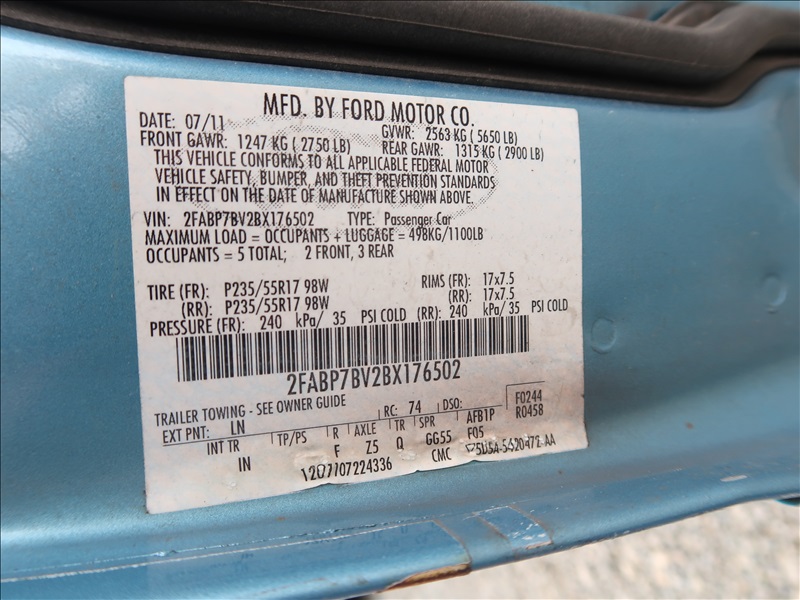 MFD. BY FORD MOTOR CO.
DATE: 07/11 GVWR: 2563 KG ( 5650 LB)
FRONT GAWR: 1247 KG ( 2750 LB) REAR GAWR: 1315 KG ( 2900 LB)
THIS VEHICLE CONFORMS TO ALL APPLICABLE FEDERAL MOTOR
VEHICLE SAFETY, BUMPER, AND THEFT PREVENTION STANDARDS
IN EFFECT ON THE DATE OF MANUFACTURE SHOWN ABOVE.
VIN: 2FABP7BV2BX176502 TYPE: Passenger Car
MAXIMUM LOAD = OCCUPANTS + LUGGAGE = 498KG/1100LB
OCCUPANTS = 5 TOTAL; 2 FRONT, 3 REAR
TIRE (FR): P235/55R17 98W RIMS (FR): 17x7.5
(RR): P235/55R17 98W (RR): 17x7.5
PRESSURE (FR): 240 kPa/ 35 PSI COLD (RR): 240 kPa/ 35 PSI COLD
2FABP7BV2BX176502
TRAILER TOWING - SEE OWNER GUIDE
EXT PNT: LN RC: 74 DSO: F0244
INT TR TP/PS R AXLE TR SPR AFB1P R0458
IN F Z5 Q GG55 F05
CMC